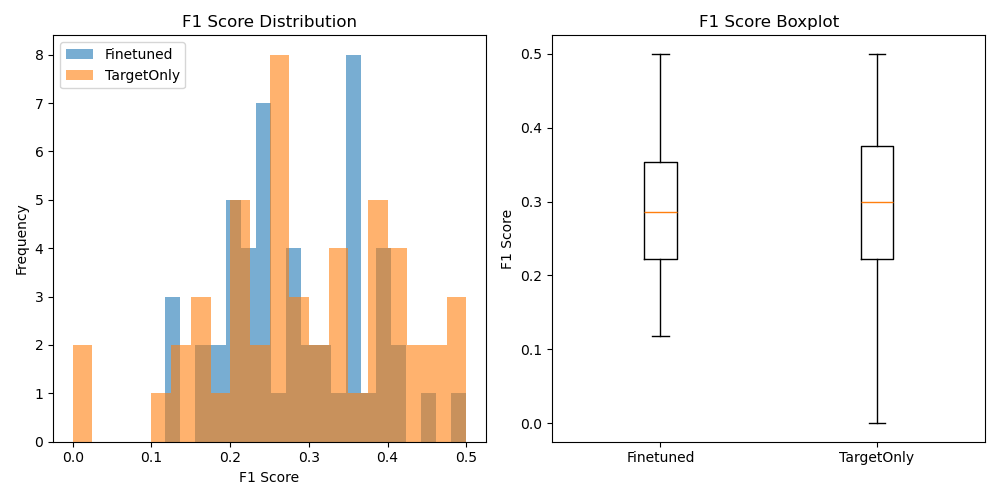 F1 Score Distribution
Finetuned
TargetOnly
8
7
6
5
4
3
2
1
0
Frequency
0.0 0.1 0.2 0.3 0.4 0.5
F1 Score
F1 Score Boxplot
0.5
0.4
0.3
0.2
0.1
0.0
F1 Score
Finetuned TargetOnly